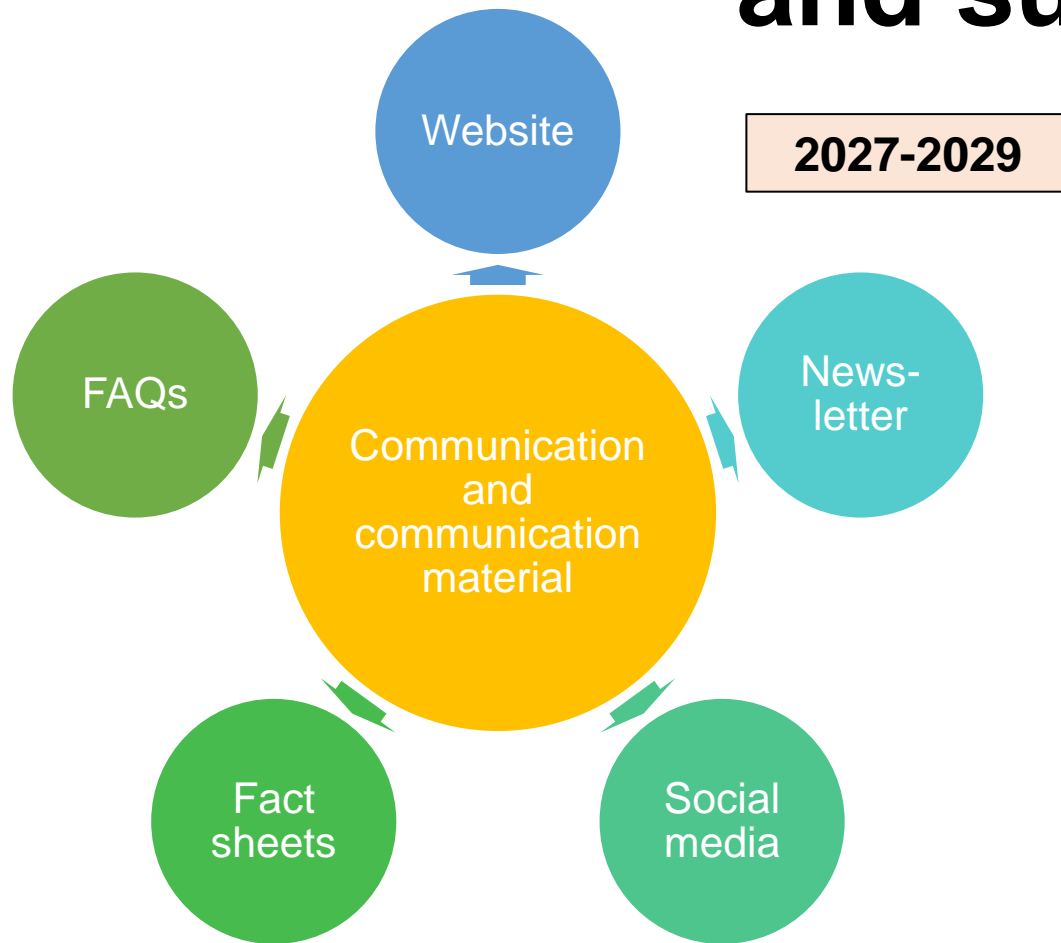 and su
2027-2029
Website
News-
letter
FAQs
Communication
and
communication
material
Fact
sheets
Social
media